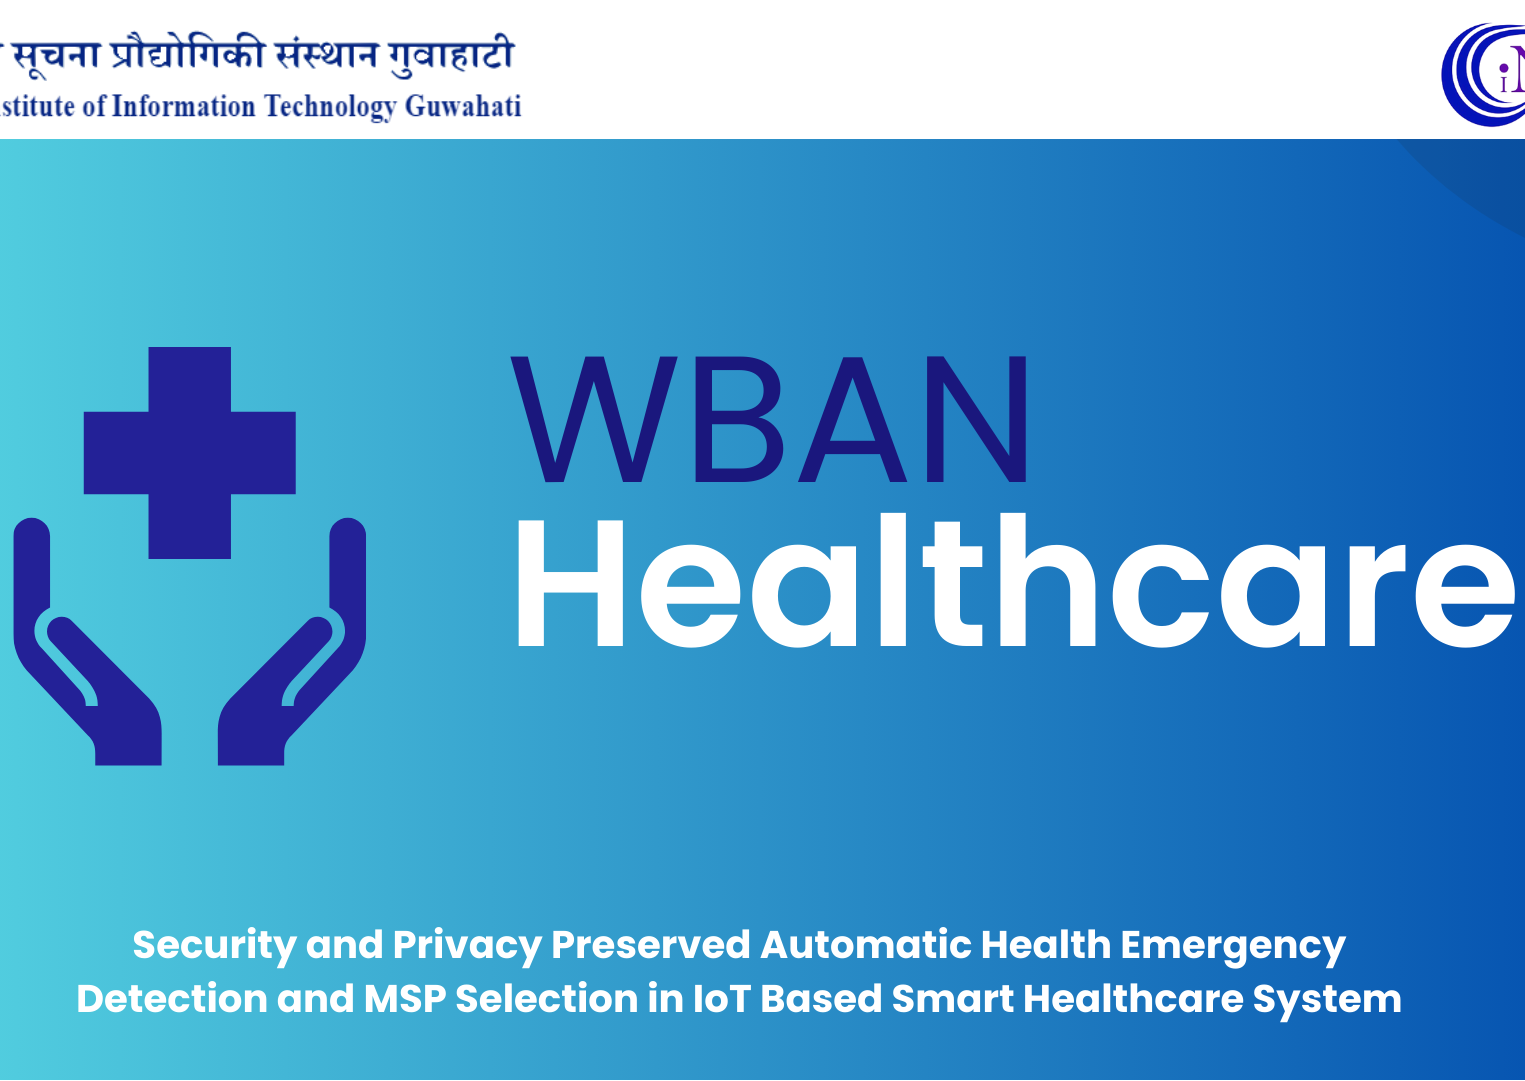 सूचना प्रौद्योगिकी संस्थान गुवाहाटी
stitute of Information Technology Guwahati
WBAN
Healthcare
Security and Privacy Preserved Automatic Health Emergency
Detection and MSP Selection in IoT Based Smart Healthcare System